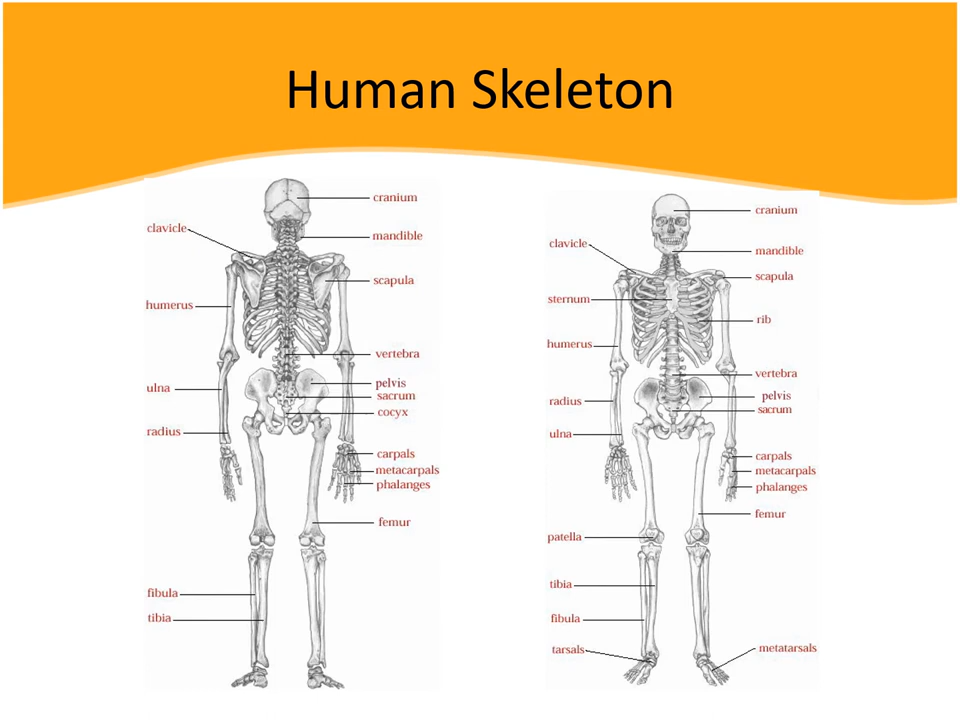 Human Skeleton
cranium
clavicle
mandible
scapula
humerus
vertebra
pelvis
ulna
sacrum
cocyx
radius
carpals
metacarpals
phalanges
femur
fibula
tibia
cranium
clavicle
mandible
scapula
sternum
rib
humerus
vertebra
pelvis
radius
sacrum
ulna
carpals
metacarpals
phalanges
femur
patella
tibia
fibula
tarsals
metatarsals